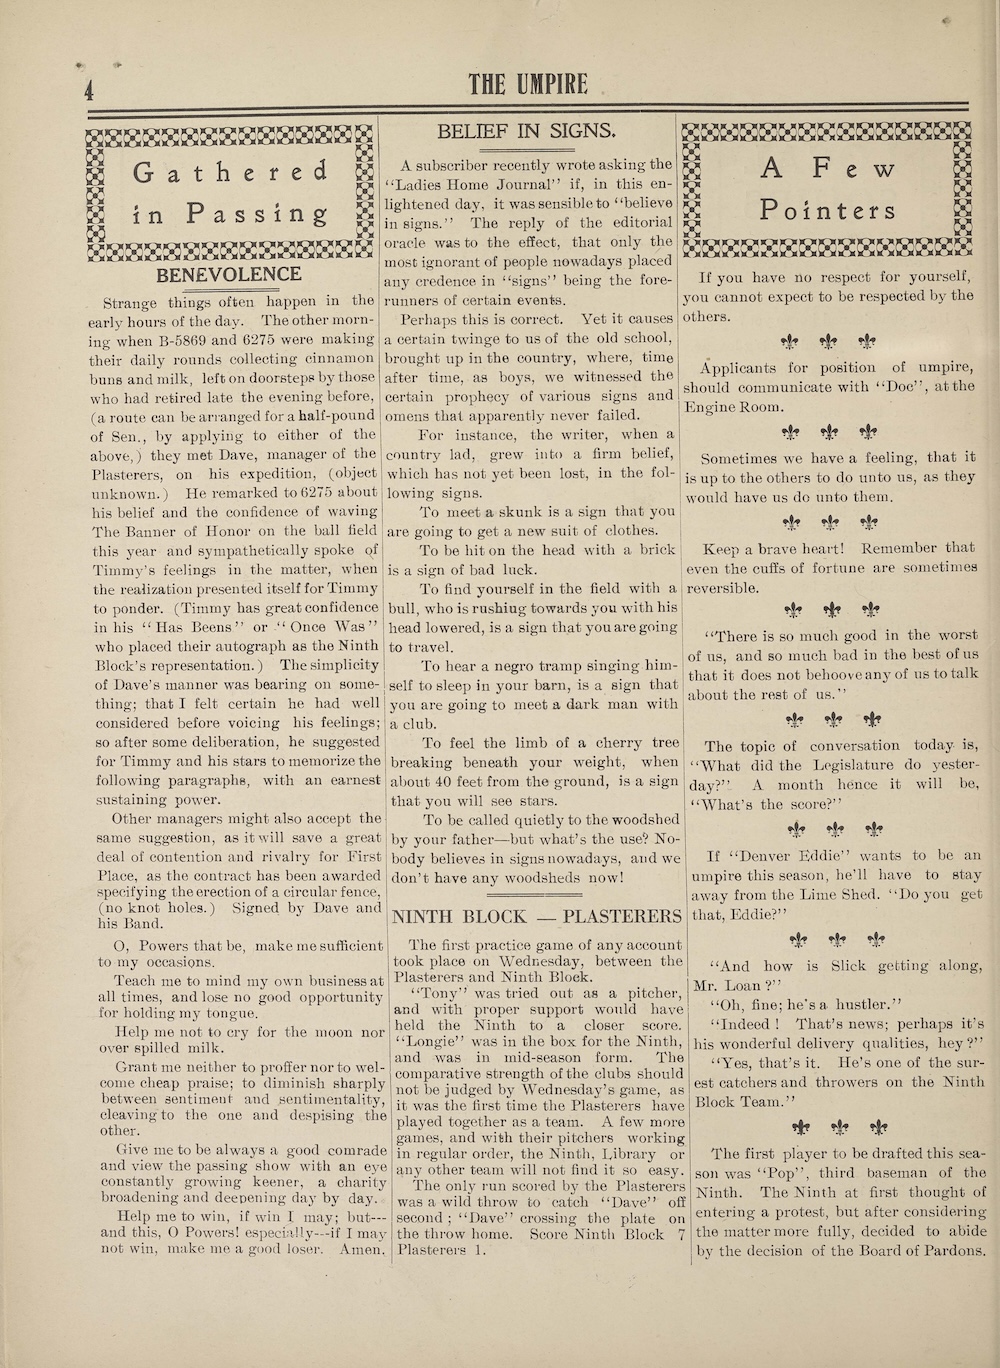 4
THE UMPIRE
Gathered
in Passing
BENEVOLENCE
Strange things often happen in the
early hours of the day. The other morn-
ing when B-5869 and 6275 were making
their daily rounds collecting cinnamon
buns and milk, left on doorsteps by those
who had retired late the evening before,
(a route can be arranged for a half-pound
of Sen., by applying to either of the
above,) they met Dave, manager of the
Plasterers, on his expedition, (object
unknown.) He remarked to 6275 about
his belief and the confidence of waving
The Banner of Honor on the ball field
this year and sympathetically spoke of
Timmy's feelings in the matter, when
the realization presented itself for Timmy
to ponder. (Timmy has great confidence
in his "Has Beens" or "Once Was"
who placed their autograph as the Ninth
Block's representation.) The simplicity
of Dave's manner was bearing on some-
thing; that I felt certain he had well
considered before voicing his feelings;
so after some deliberation, he suggested
for Timmy and his stars to memorize the
following paragraphs, with an earnest
sustaining power.
Other managers might also accept the
same suggestion, as it will save a great
deal of contention and rivalry for First
Place, as the contract has been awarded
specifying the erection of a circular fence,
(no knot holes.) Signed by Dave and
his Band.
O, Powers that be, make me sufficient
to my occasions.
Teach me to mind my own business at
all times, and lose no good opportunity
for holding my tongue.
Help me not to cry for the moon nor
over spilled milk.
Grant me neither to proffer nor to wel-
come cheap praise; to diminish sharply
between sentiment and sentimentality,
cleaving to the one and despising the
other.
Give me to be always a good comrade
and view the passing show with an eye
constantly growing keener, a charity
broadening and deepening day by day.
Help me to win, if win I may; but---
and this, O Powers! especially---if I may
not win, make me a good loser. Amen.
BELIEF IN SIGNS.
A subscriber recently wrote asking the
"Ladies Home Journal" if, in this en-
lightened day, it was sensible to "believe
in signs." The reply of the editorial
oracle was to the effect, that only the
most ignorant of people nowadays placed
any credence in "signs" being the fore-
runners of certain events.
Perhaps this is correct. Yet it causes
a certain twinge to us of the old school,
brought up in the country, where, time
after time, as boys, we witnessed the
certain prophecy of various signs and
omens that apparently never failed.
For instance, the writer, when a
country lad, grew into a firm belief,
which has not yet been lost, in the fol-
lowing signs.
To meet a skunk is a sign that you
are going to get a new suit of clothes.
To be hit on the head with a brick
is a sign of bad luck.
To find yourself in the field with a
bull, who is rushiug towards you with his
head lowered, is a sign that you are going
to travel.
To hear a negro tramp singing him-
self to sleep in your barn, is a sign that
you are going to meet a dark man with
a club.
To feel the limb of a cherry tree
breaking beneath your weight, when
about 40 feet from the ground, is a sign
that you will see stars.
To be called quietly to the woodshed
by your father—but what's the use? No-
body believes in signs nowadays, and we
don't have any woodsheds now!
NINTH BLOCK — PLASTERERS
The first practice game of any account
took place on Wednesday, between the
Plasterers and Ninth Block.
"Tony" was tried out as a pitcher,
and with proper support would have
held the Ninth to a closer score.
"Longie" was in the box for the Ninth,
and was in mid-season form. The
comparative strength of the clubs should
not be judged by Wednesday's game, as
it was the first time the Plasterers have
played together as a team. A few more
games, and with their pitchers working
in regular order, the Ninth, Library or
any other team will not find it so easy.
The only run scored by the Plasterers
was a wild throw to catch "Dave" off
second; "Dave" crossing the plate on
the throw home. Score Ninth Block 7
Plasterers 1.
A Few
Pointers
If you have no respect for yourself,
you cannot expect to be respected by the
others.
Applicants for position of umpire,
should communicate with "Doc", at the
Engine Room.
Sometimes we have a feeling, that it
is up to the others to do unto us, as they
would have us do unto them.
Keep a brave heart! Remember that
even the cuffs of fortune are sometimes
reversible.
"There is so much good in the worst
of us, and so much bad in the best of us
that it does not behoove any of us to talk
about the rest of us."
The topic of conversation today is,
"What did the Legislature do yester-
day?" A month hence it will be,
"What's the score?"
If "Denver Eddie" wants to be an
umpire this season, he'll have to stay
away from the Lime Shed. "Do you get
that, Eddie?"
"And how is Slick getting along,
Mr. Loan?"
"Oh, fine; he's a hustler."
"Indeed! That's news; perhaps it's
his wonderful delivery qualities, hey?"
"Yes, that's it. He's one of the sur-
est catchers and throwers on the Ninth
Block Team."
The first player to be drafted this sea-
son was "Pop", third baseman of the
Ninth. The Ninth at first thought of
entering a protest, but after considering
the matter more fully, decided to abide
by the decision of the Board of Pardons.